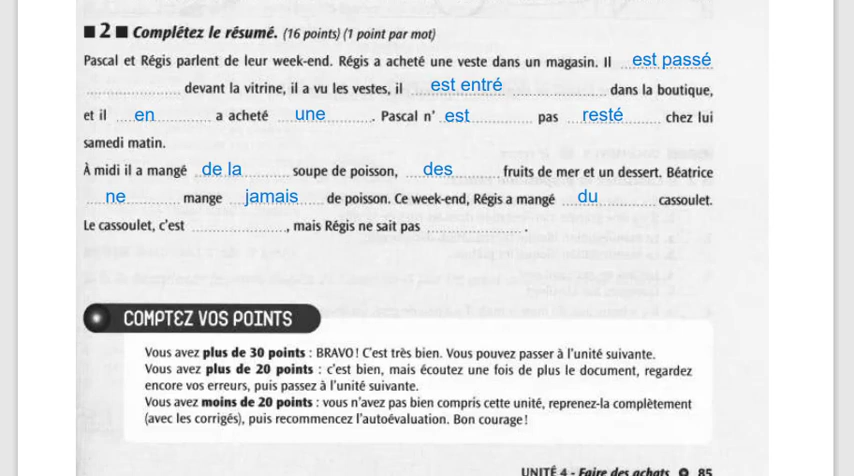 ■ 2 ■ Complétez le résumé. (16 points) (1 point par mot)
Pascal et Régis parlent de leur week-end. Régis a acheté une veste dans un magasin. Il est passé
.................... devant la vitrine, il a vu les vestes, il est entré .................... dans la boutique,
et il en a acheté une . Pascal n' est pas resté chez lui
samedi matin.
À midi il a mangé de la soupe de poisson, des fruits de mer et un dessert. Béatrice
ne mange jamais de poisson. Ce week-end, Régis a mangé du cassoulet.
Le cassoulet, c'est ...................., mais Régis ne sait pas .................... .
COMPTEZ VOS POINTS
Vous avez plus de 30 points : BRAVO ! C'est très bien. Vous pouvez passer à l'unité suivante.
Vous avez plus de 20 points : c'est bien, mais écoutez une fois de plus le document, regardez
encore vos erreurs, puis passez à l'unité suivante.
Vous avez moins de 20 points : vous n'avez pas bien compris cette unité, reprenez-la complètement
(avec les corrigés), puis recommencez l'autoévaluation. Bon courage !
UNITÉ 4 - Faire des achats 85